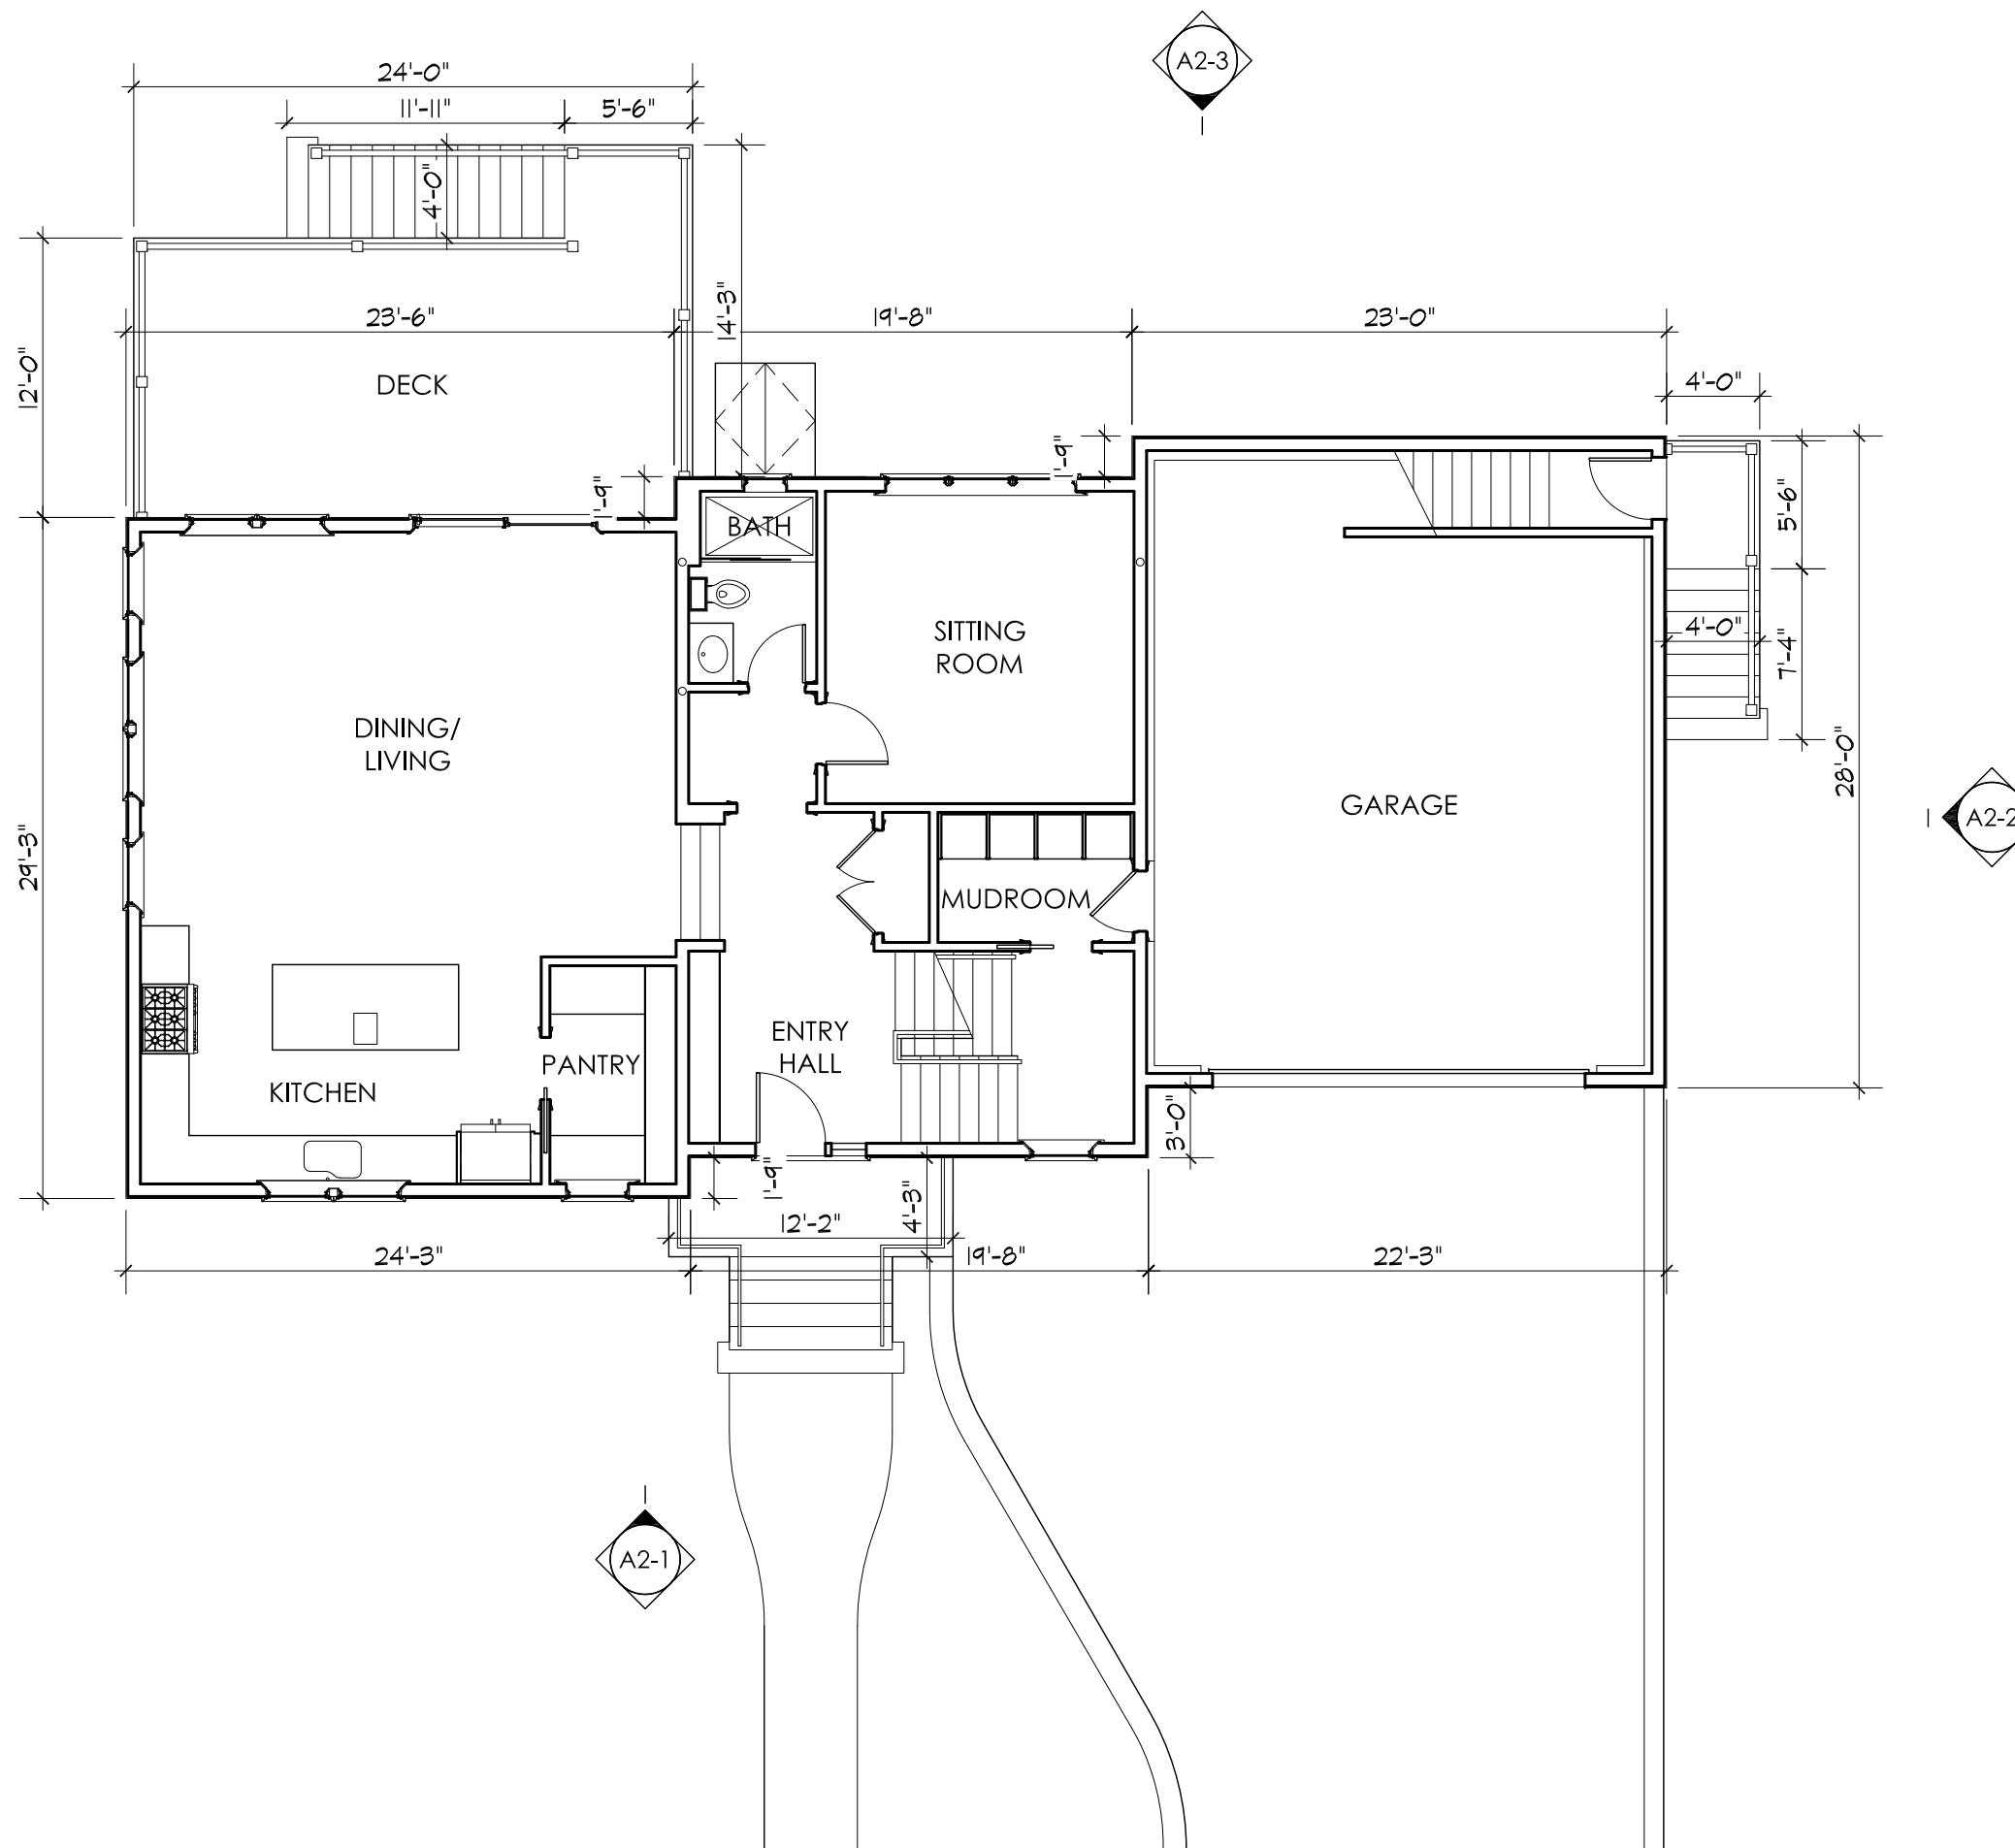 A2-3
24'-0"
11'-11"
5'-6"
4'-0"
14'-3"
23'-6"
19'-8"
23'-0"
12'-0"
DECK
4'-0"
1'-9"
1'-9"
5'-6"
BATH
SITTING
ROOM
4'-0"
7'-4"
DINING/
LIVING
28'-0"
GARAGE
A2-2
29'-3"
MUDROOM
ENTRY
HALL
PANTRY
KITCHEN
3'-0"
1'-9"
4'-3"
12'-2"
24'-3"
19'-8"
22'-3"
A2-1